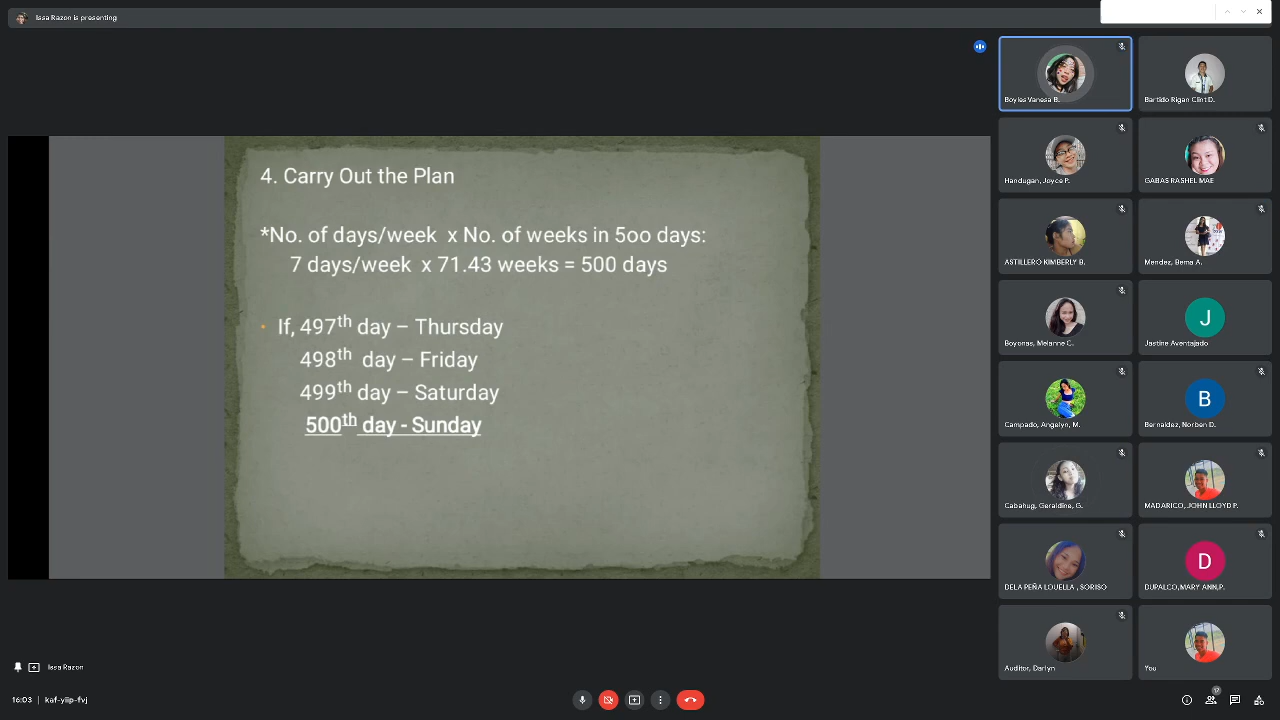 Issa Razon is presenting
4. Carry Out the Plan
*No. of days/week x No. of weeks in 5oo days:
7 days/week x 71.43 weeks = 500 days
• If, 497th day – Thursday
498th day – Friday
499th day – Saturday
500th day - Sunday
Boyles Vanesa B.
Bartido Rigan Clint D.
Handugan, Joyce P.
GABAS RASHEL MAE
ASTILLERO KIMBERLY B.
Mendez, Berna A.
Boyonas, Melanne C.
J
Jastine Aventajado
Campado, Angelyn, M.
B
Bernaldez, Norben D.
Cabahug, Geraldine, G.
MADARICO, JOHN LLOYD P.
DELA PEÑA LOUELLA , SORISO
D
DUPALCO,MARY ANN,P.
Auditor, Darlyn
You
Issa Razon
16:03 | kaf-yiip-fvj